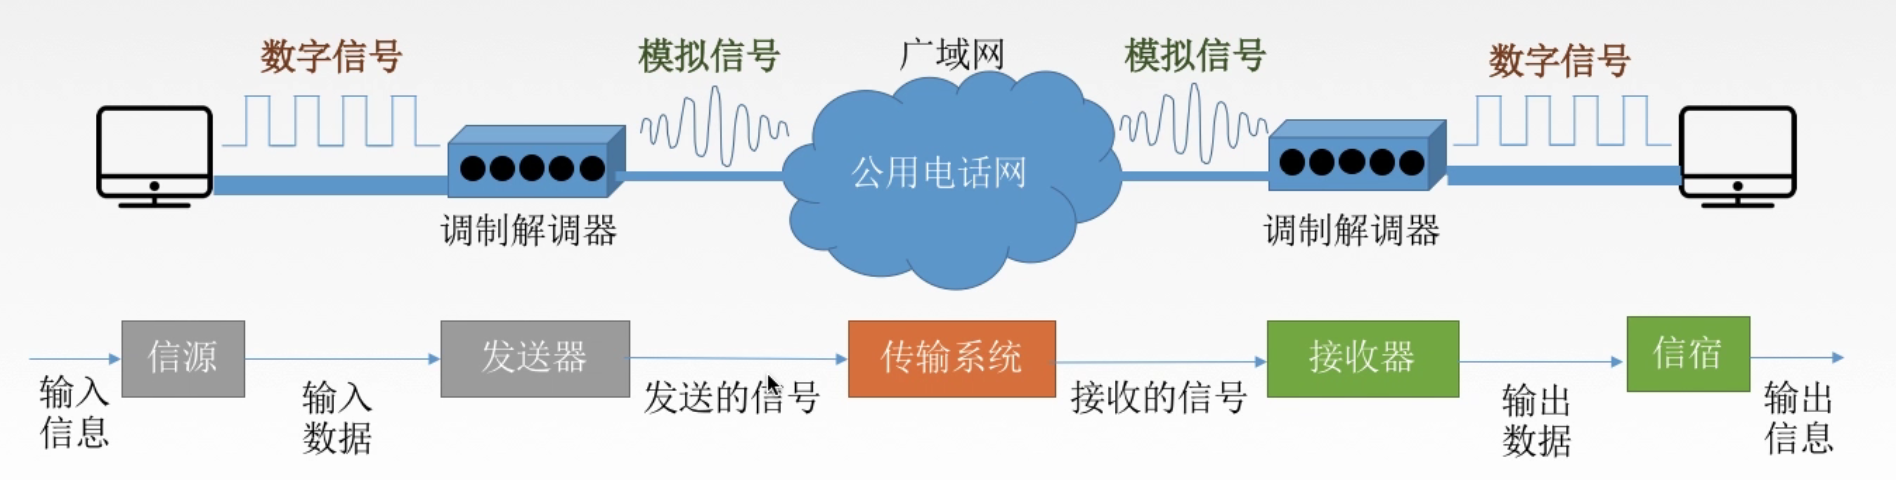 数字信号
模拟信号
广域网
模拟信号
数字信号
公用电话网
调制解调器
调制解调器
信源
发送器
传输系统
接收器
信宿
输入
信息
输入
数据
发送的信号
接收的信号
输出
数据
输出
信息